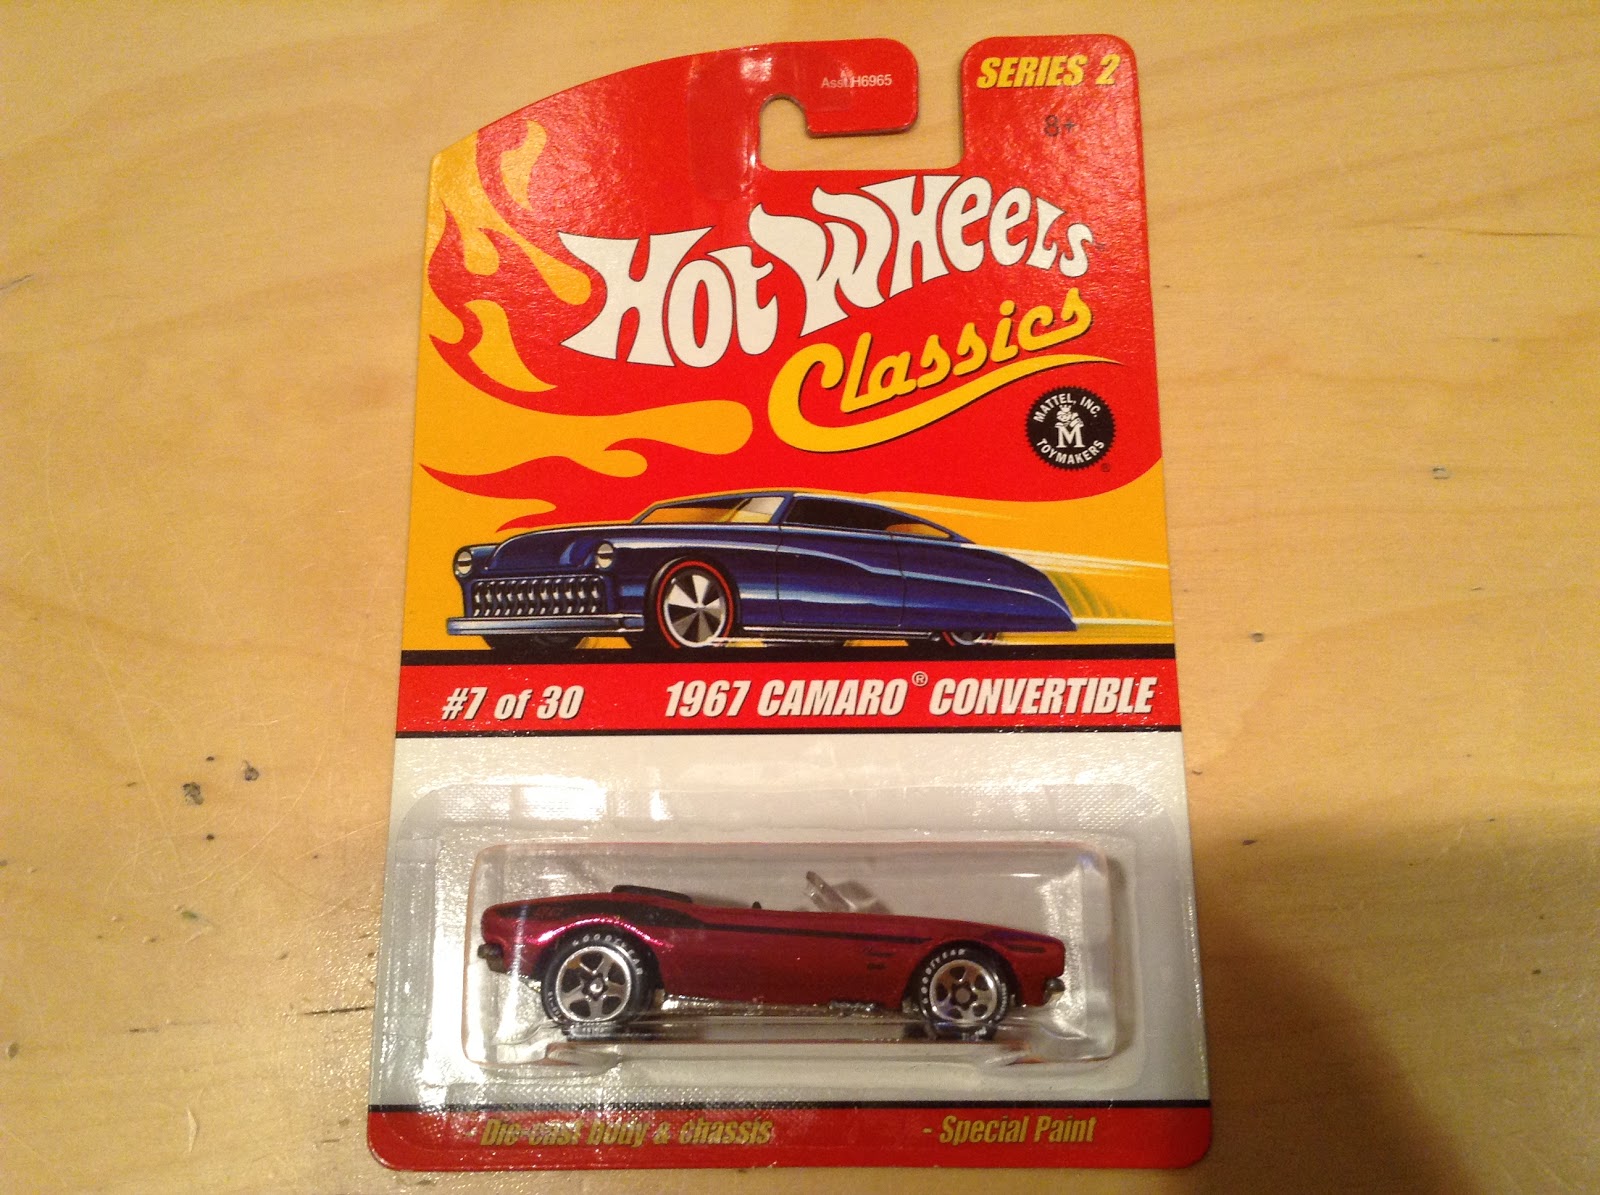 Asst.H6965
SERIES 2
8+
HOT WHEELS
Classics
MATTEL, INC.
M
TOYMAKERS
®
#7 of 30 1967 CAMARO® CONVERTIBLE
GOODYEAR GOODYEAR
- Die-cast body & chassis - Special Paint